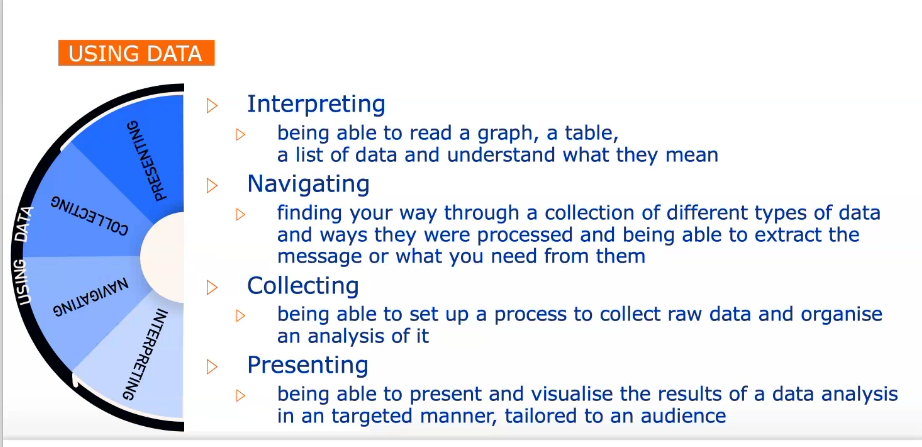 USING DATA
Interpreting
being able to read a graph, a table,
a list of data and understand what they mean
Navigating
finding your way through a collection of different types of data
and ways they were processed and being able to extract the
message or what you need from them
Collecting
being able to set up a process to collect raw data and organise
an analysis of it
Presenting
being able to present and visualise the results of a data analysis
in an targeted manner, tailored to an audience
USING DATA
PRESENTING
COLLECTING
NAVIGATING
INTERPRETING